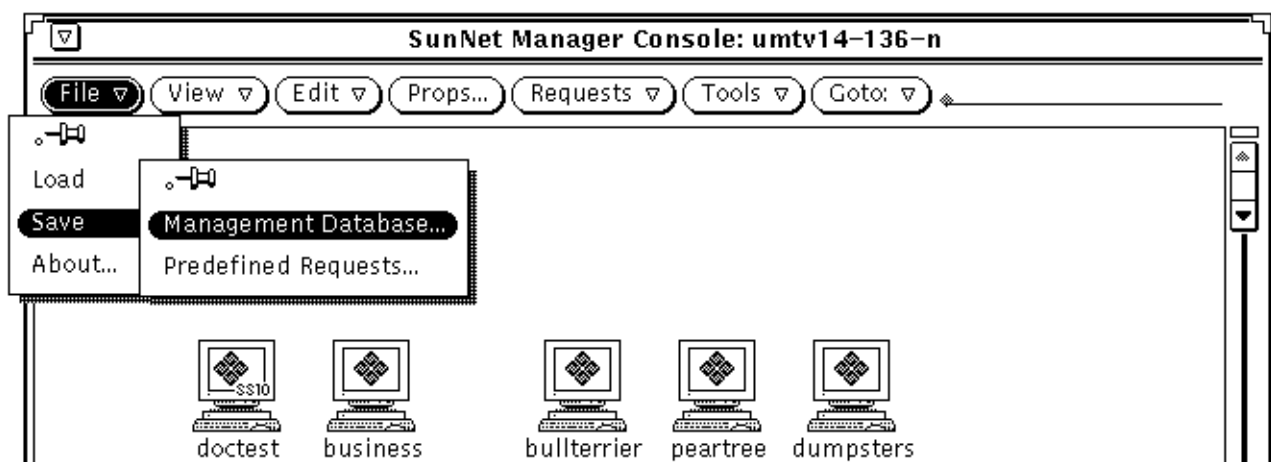 SunNet Manager Console: umtv14-136-n
File View Edit Props... Requests Tools Goto:
Load
Save Management Database...
About... Predefined Requests...
SS10
doctest business bullterrier peartree dumpsters